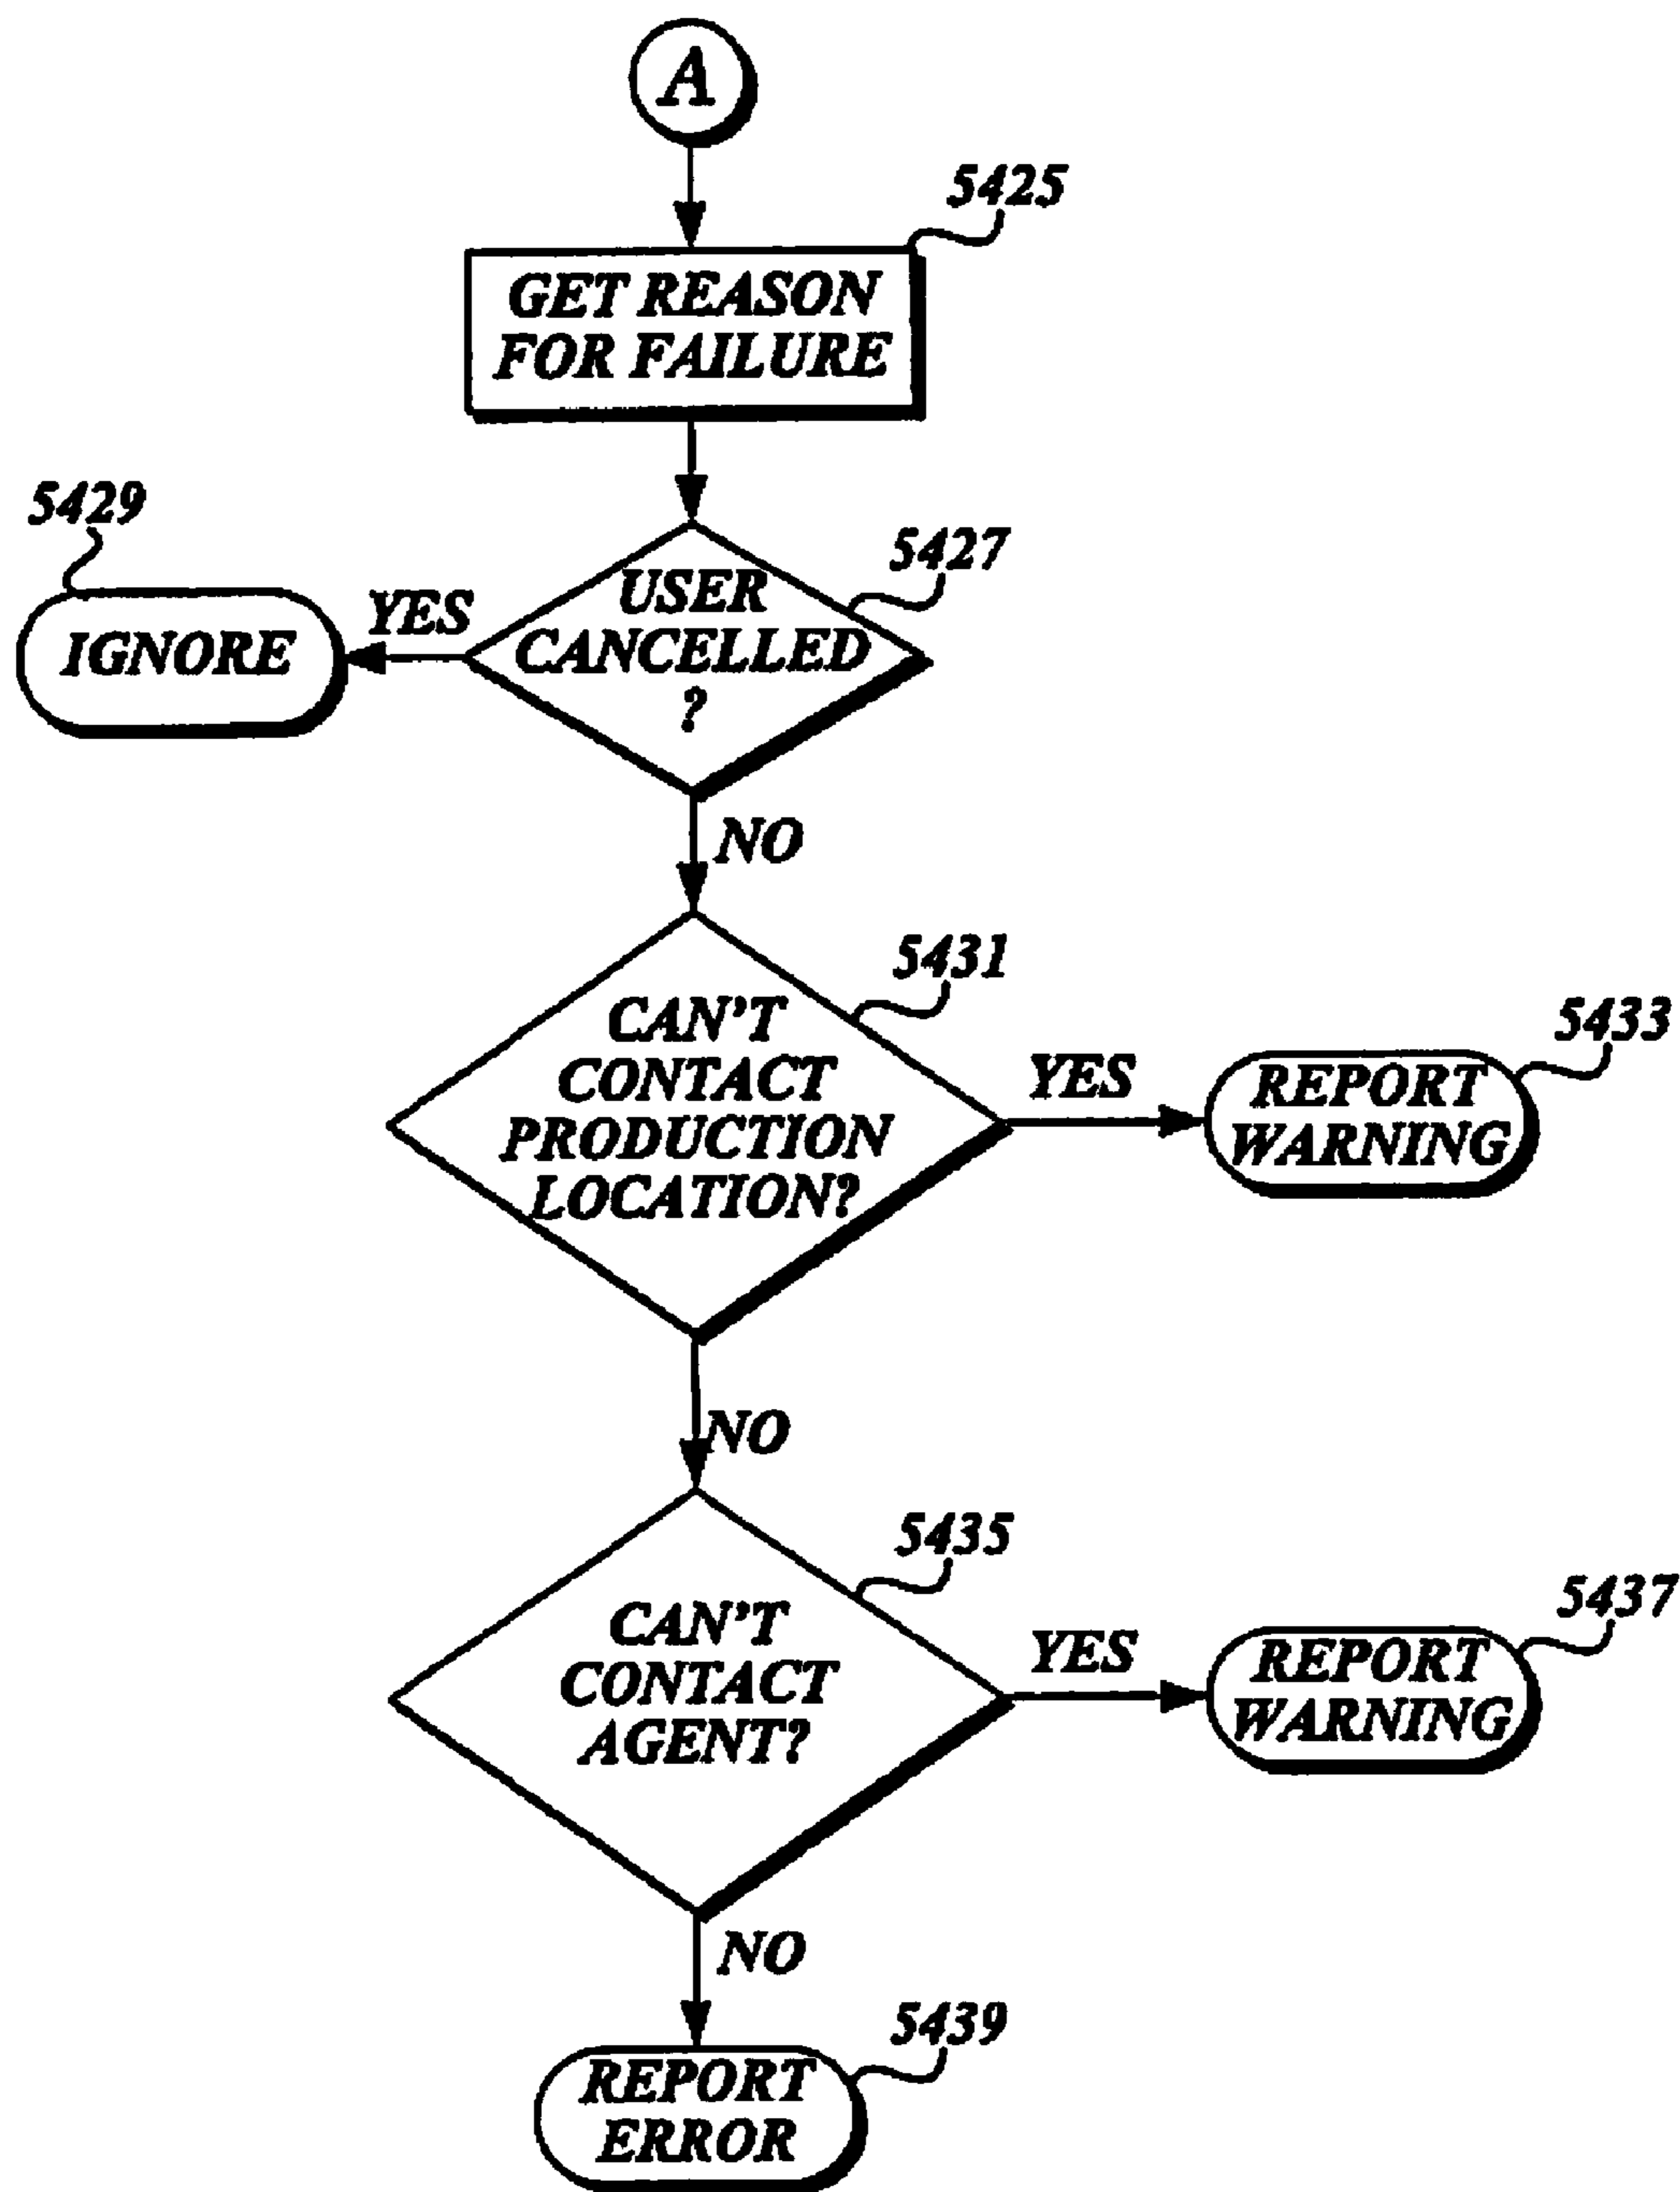 A
5425
GET REASON
FOR FAILURE
5429
5427
USER
CANCELLED
?
YES
IGNORE
NO
5431
CAN'T
CONTACT
PRODUCTION
LOCATION?
YES
5433
REPORT
WARNING
NO
5435
CAN'T
CONTACT
AGENT?
YES
5437
REPORT
WARNING
NO
5439
REPORT
ERROR